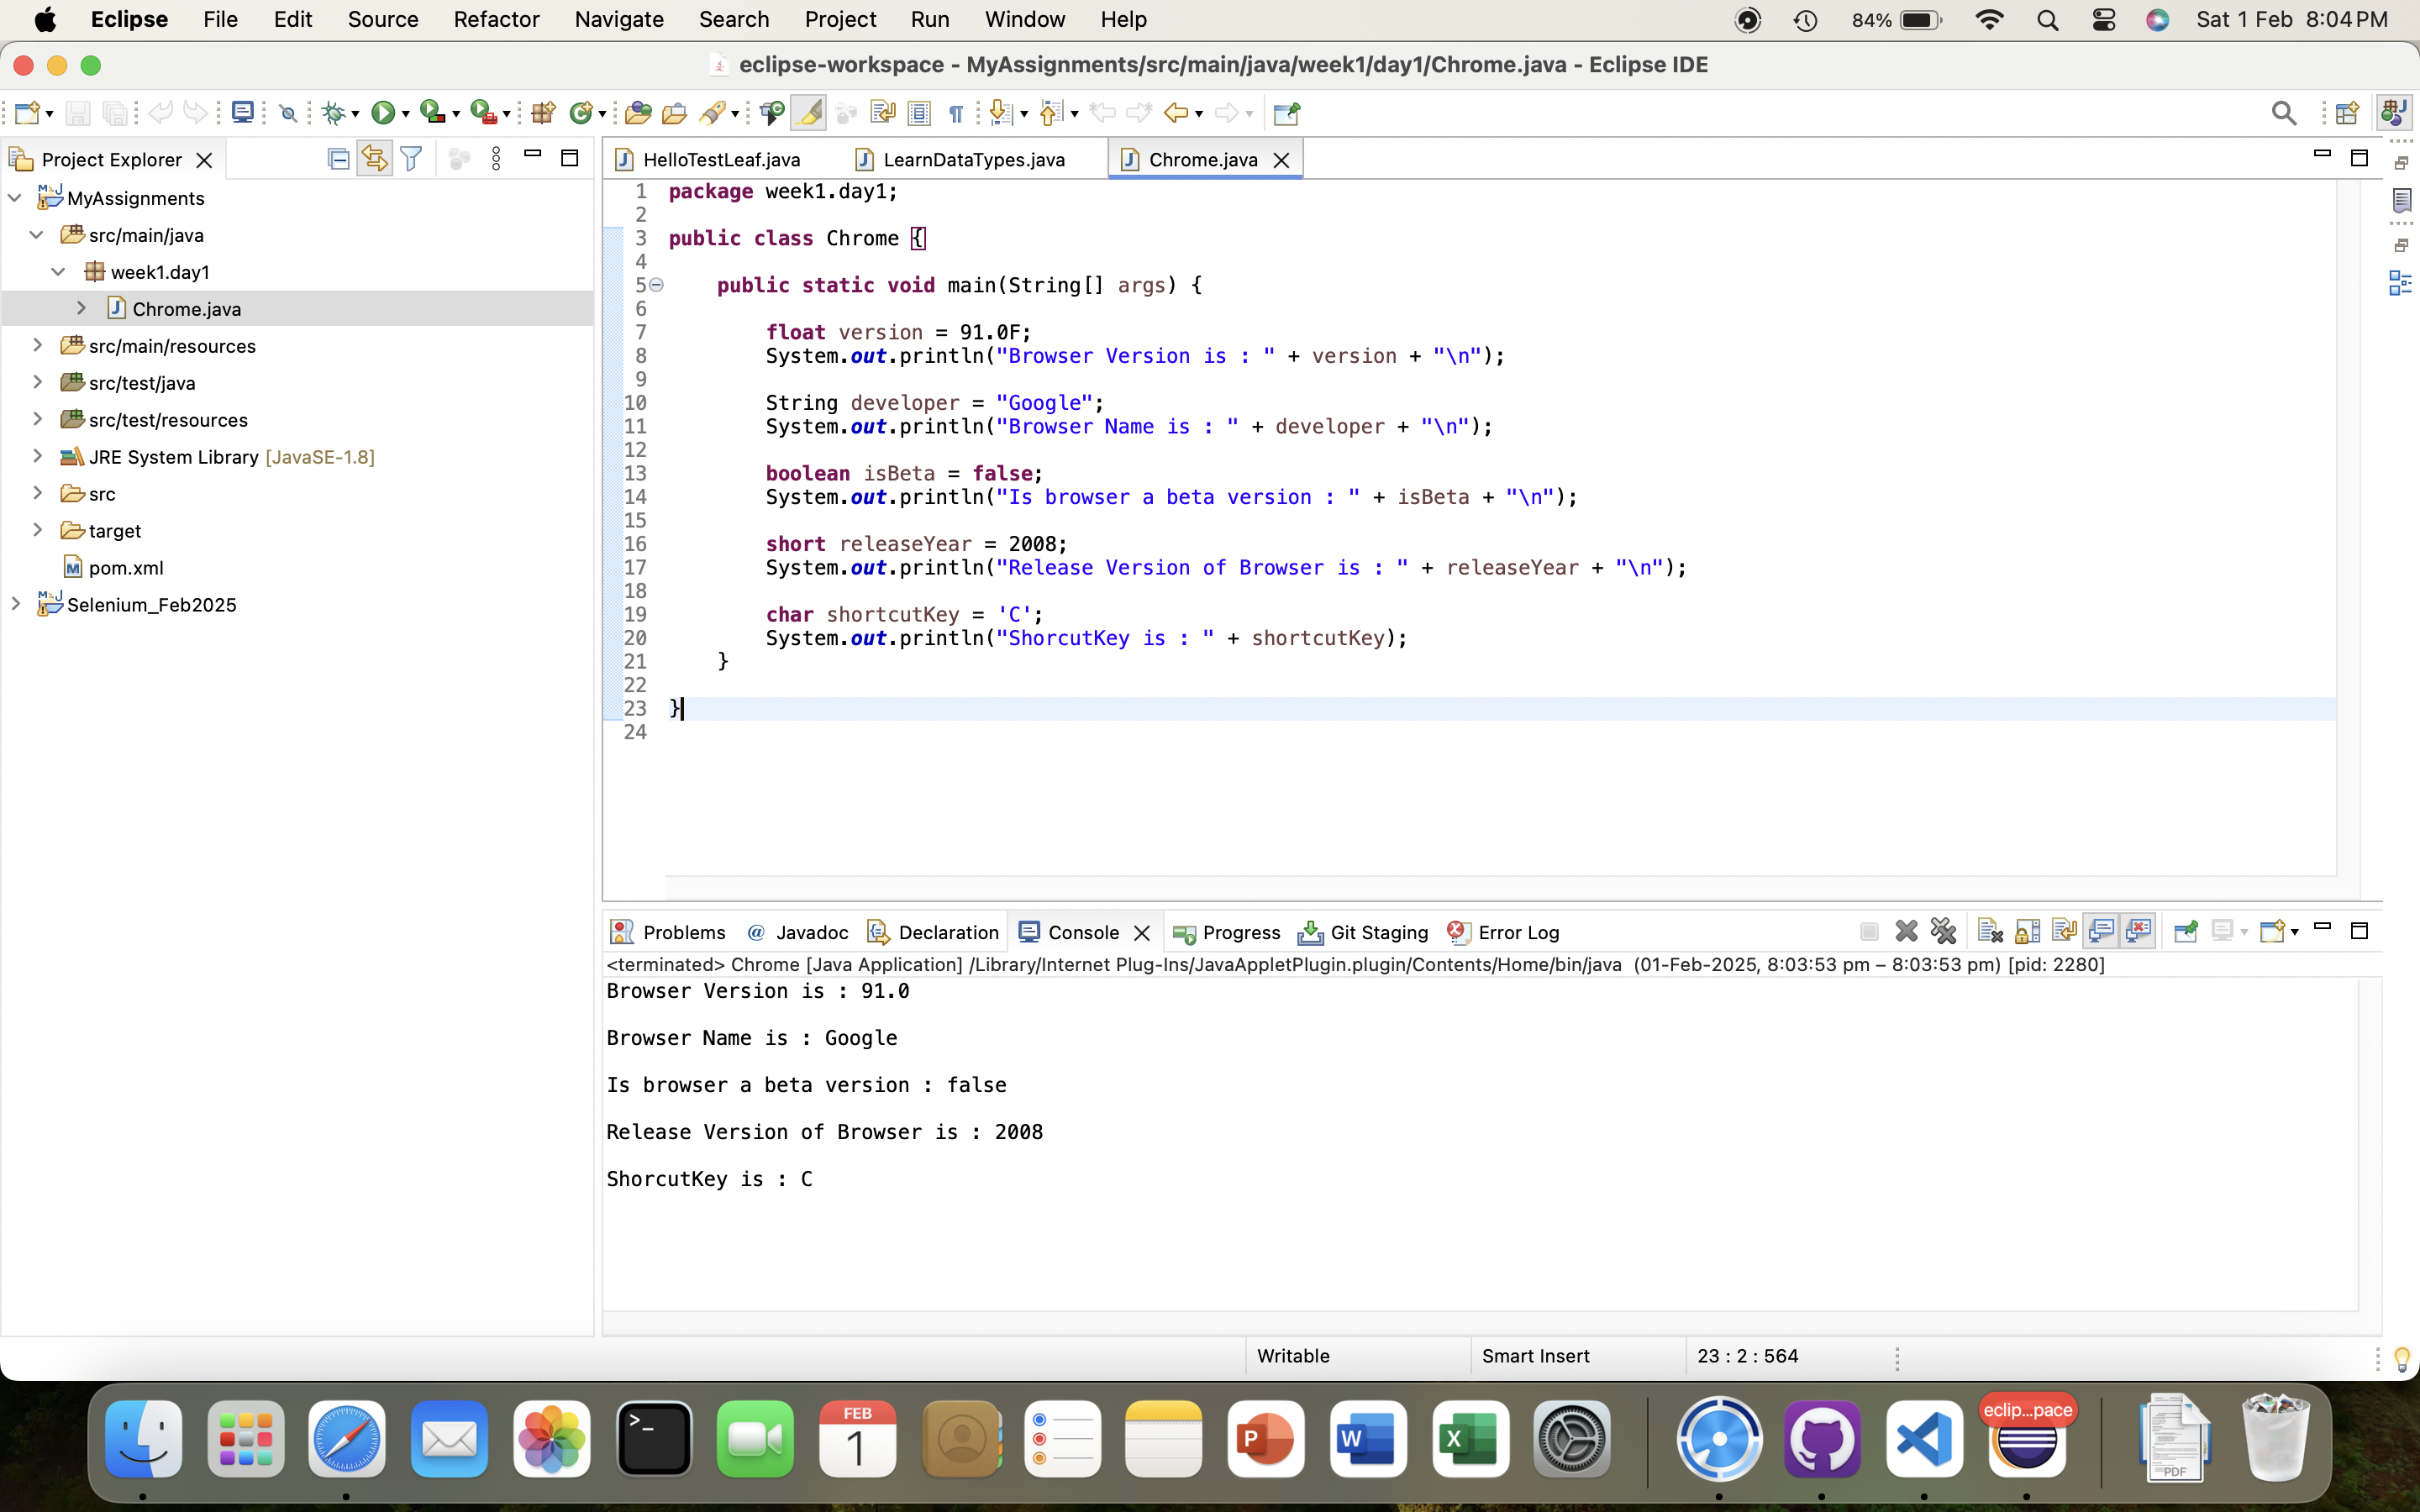 Eclipse File Edit Source Refactor Navigate Search Project Run Window Help 84% Sat 1 Feb 8:04 PM
eclipse-workspace - MyAssignments/src/main/java/week1/day1/Chrome.java - Eclipse IDE
Project Explorer
MyAssignments
src/main/java
week1.day1
Chrome.java
src/main/resources
src/test/java
src/test/resources
JRE System Library [JavaSE-1.8]
src
target
pom.xml
Selenium_Feb2025
HelloTestLeaf.java LearnDataTypes.java Chrome.java
1 package week1.day1;
2
3 public class Chrome {
4
5 public static void main(String[] args) {
6
7 float version = 91.0F;
8 System.out.println("Browser Version is : " + version + "\n");
9
10 String developer = "Google";
11 System.out.println("Browser Name is : " + developer + "\n");
12
13 boolean isBeta = false;
14 System.out.println("Is browser a beta version : " + isBeta + "\n");
15
16 short releaseYear = 2008;
17 System.out.println("Release Version of Browser is : " + releaseYear + "\n");
18
19 char shortcutKey = 'C';
20 System.out.println("ShorcutKey is : " + shortcutKey);
21 }
22
23 }
24
Problems Javadoc Declaration Console Progress Git Staging Error Log
<terminated> Chrome [Java Application] /Library/Internet Plug-Ins/JavaAppletPlugin.plugin/Contents/Home/bin/java (01-Feb-2025, 8:03:53 pm – 8:03:53 pm) [pid: 2280]
Browser Version is : 91.0
Browser Name is : Google
Is browser a beta version : false
Release Version of Browser is : 2008
ShorcutKey is : C
Writable Smart Insert 23 : 2 : 564
FEB
1
P W X
eclip...pace
PDF